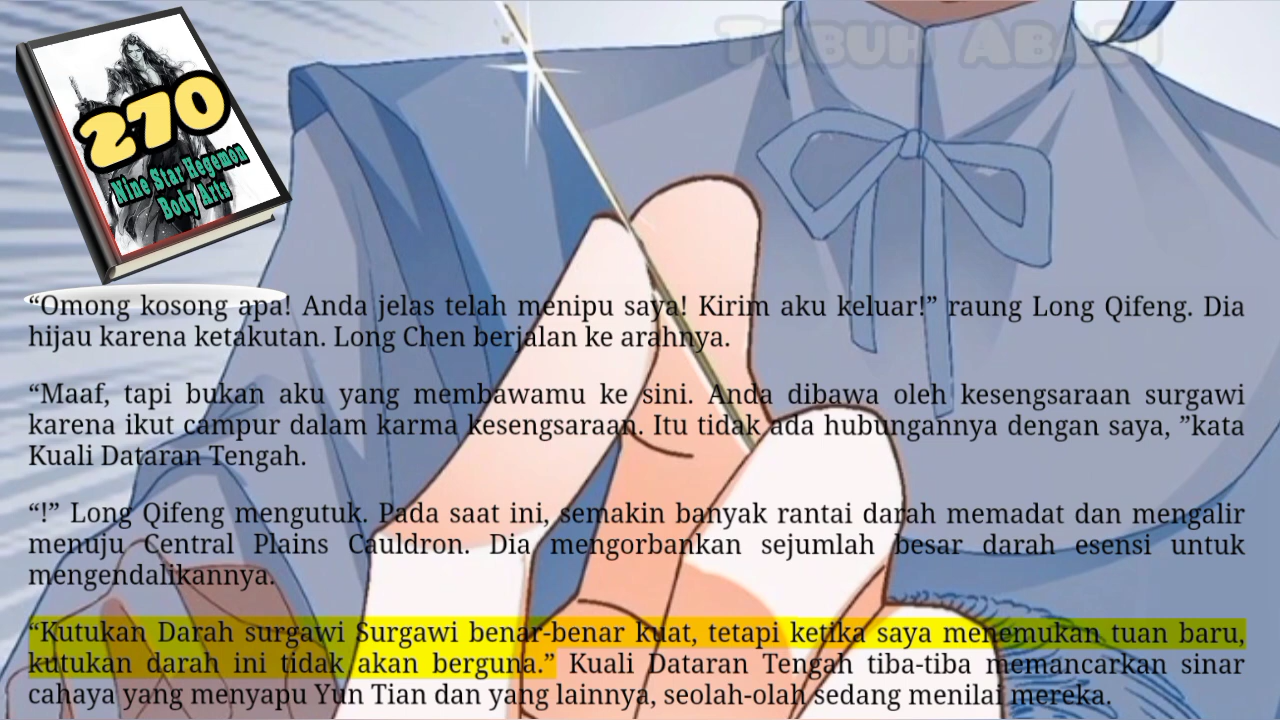 TUBUH ABADI
270
Nine Star Hegemon
Body Arts
“Omong kosong apa! Anda jelas telah menipu saya! Kirim aku keluar!” raung Long Qifeng. Dia
hijau karena ketakutan. Long Chen berjalan ke arahnya.
“Maaf, tapi bukan aku yang membawamu ke sini. Anda dibawa oleh kesengsaraan surgawi
karena ikut campur dalam karma kesengsaraan. Itu tidak ada hubungannya dengan saya, ”kata
Kuali Dataran Tengah.
“!” Long Qifeng mengutuk. Pada saat ini, semakin banyak rantai darah memadat dan mengalir
menuju Central Plains Cauldron. Dia mengorbankan sejumlah besar darah esensi untuk
mengendalikannya.
“Kutukan Darah surgawi Surgawi benar-benar kuat, tetapi ketika saya menemukan tuan baru,
kutukan darah ini tidak akan berguna.” Kuali Dataran Tengah tiba-tiba memancarkan sinar
cahaya yang menyapu Yun Tian dan yang lainnya, seolah-olah sedang menilai mereka.